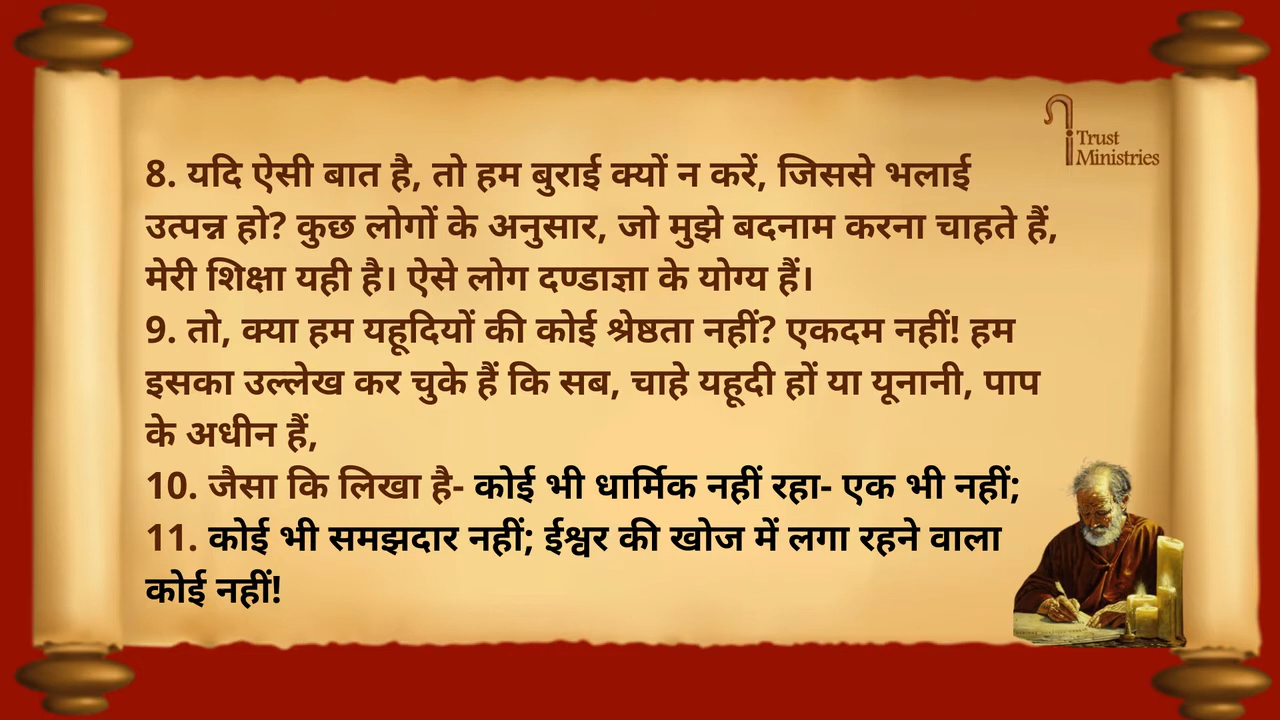 Trust
Ministries
8. यदि ऐसी बात है, तो हम बुराई क्यों न करें, जिससे भलाई
उत्पन्न हो? कुछ लोगों के अनुसार, जो मुझे बदनाम करना चाहते हैं,
मेरी शिक्षा यही है। ऐसे लोग दण्डाज्ञा के योग्य हैं।
9. तो, क्या हम यहूदियों की कोई श्रेष्ठता नहीं? एकदम नहीं! हम
इसका उल्लेख कर चुके हैं कि सब, चाहे यहूदी हों या यूनानी, पाप
के अधीन हैं,
10. जैसा कि लिखा है- कोई भी धार्मिक नहीं रहा- एक भी नहीं;
11. कोई भी समझदार नहीं; ईश्वर की खोज में लगा रहने वाला
कोई नहीं!